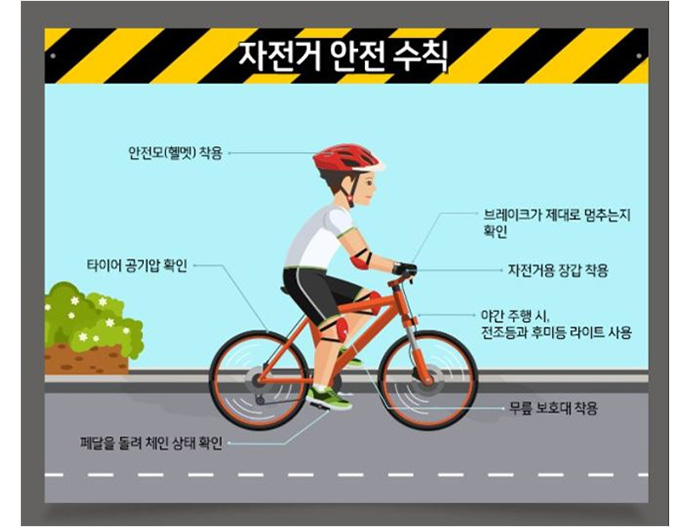 자전거 안전 수칙
안전모(헬멧) 착용
브레이크가 제대로 멈추는지
확인
타이어 공기압 확인
자전거용 장갑 착용
야간 주행 시,
전조등과 후미등 라이트 사용
무릎 보호대 착용
페달을 돌려 체인 상태 확인